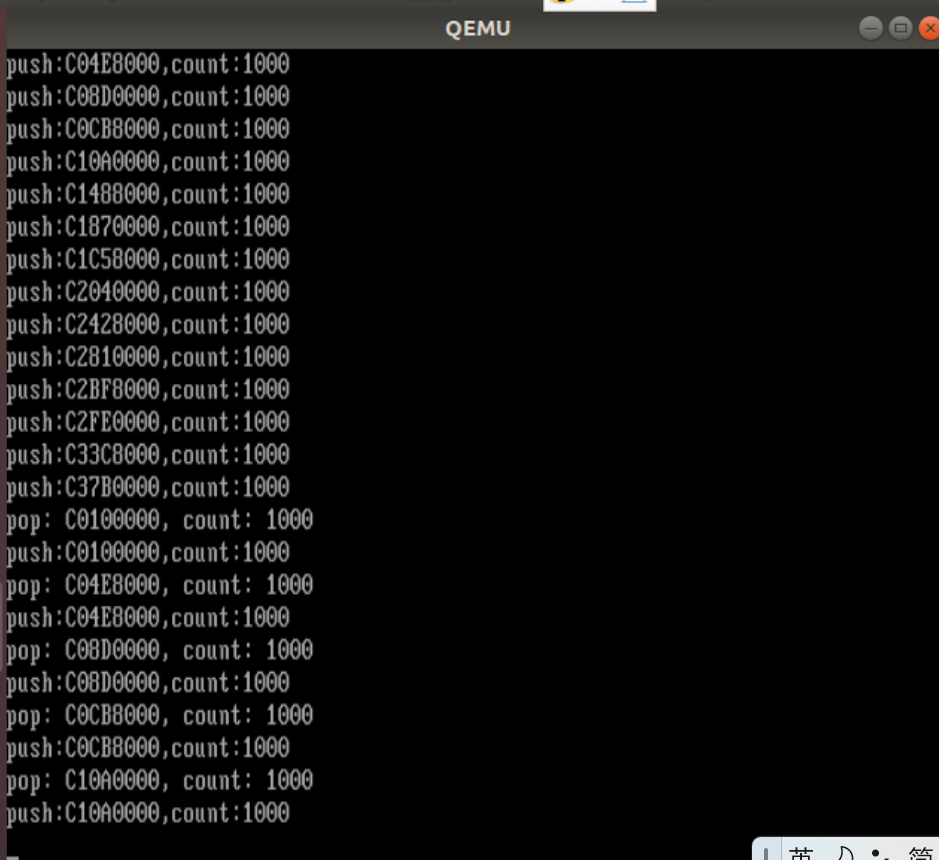 QEMU
push:C04E8000,count:1000
push:C08D0000,count:1000
push:C0CB8000,count:1000
push:C10A0000,count:1000
push:C1488000,count:1000
push:C1870000,count:1000
push:C1C58000,count:1000
push:C2040000,count:1000
push:C2428000,count:1000
push:C2810000,count:1000
push:C2BF8000,count:1000
push:C2FE0000,count:1000
push:C33C8000,count:1000
push:C37B0000,count:1000
pop: C0100000, count: 1000
push:C0100000,count:1000
pop: C04E8000, count: 1000
push:C04E8000,count:1000
pop: C08D0000, count: 1000
push:C08D0000,count:1000
pop: C0CB8000, count: 1000
push:C0CB8000,count:1000
pop: C10A0000, count: 1000
push:C10A0000,count:1000
英 简